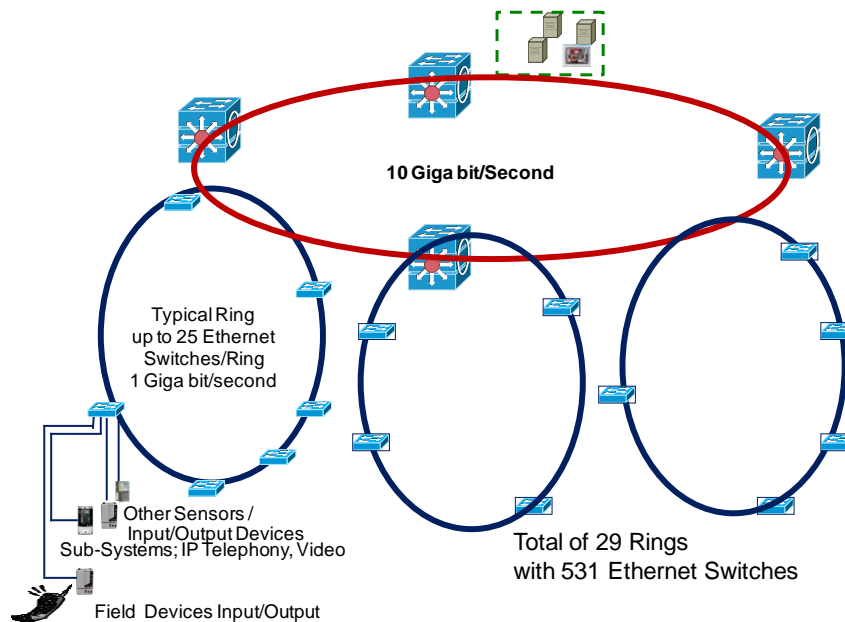 10 Giga bit/Second
Typical Ring
up to 25 Ethernet
Switches/Ring
1 Giga bit/second
Other Sensors /
Input/Output Devices
Sub-Systems; IP Telephony, Video
Field Devices Input/Output
Total of 29 Rings
with 531 Ethernet Switches